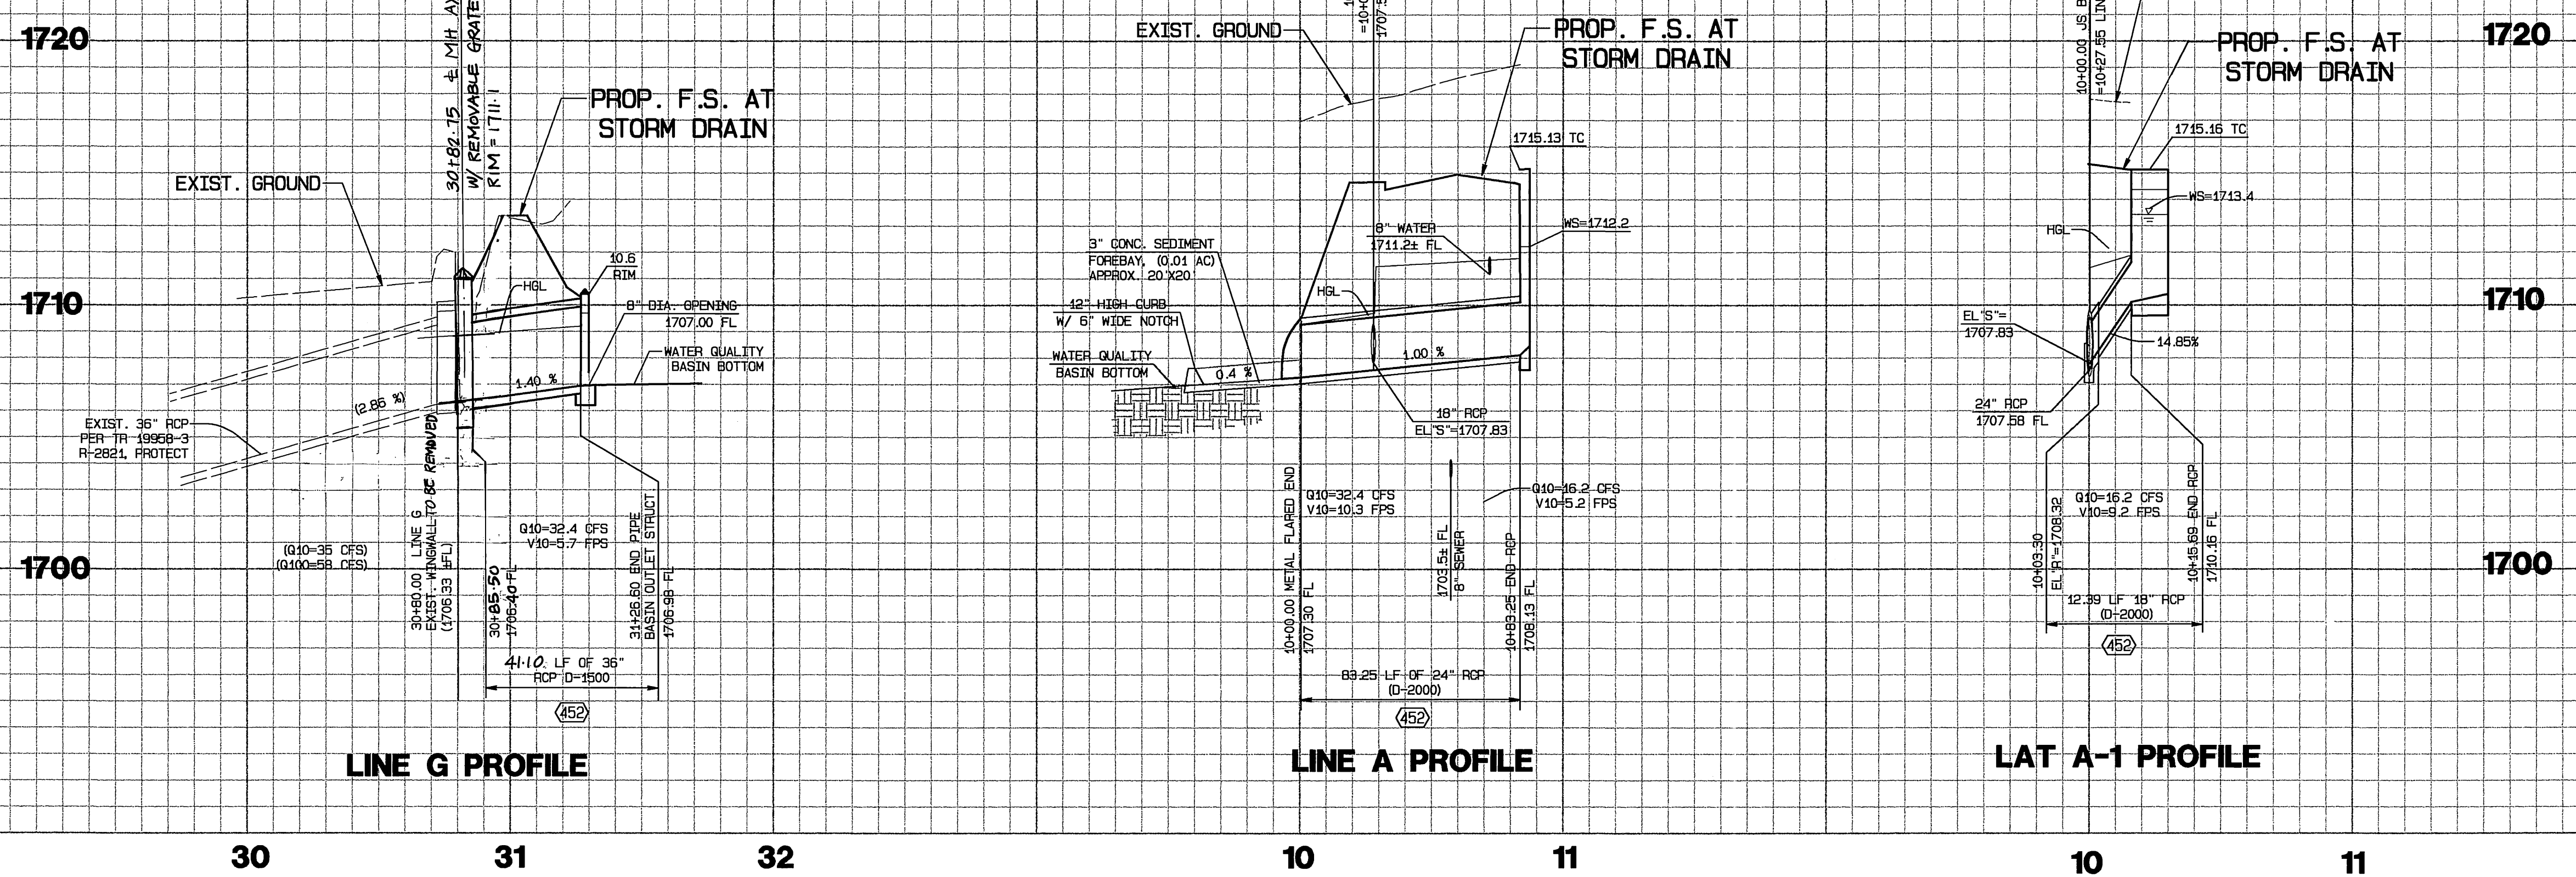 1720
1710
1700
30+82.75 ℄ MH
W/ REMOVABLE GRATE
RIM = 1711.1
PROP. F.S. AT
STORM DRAIN
EXIST. GROUND
10.6
RIM
HGL
8" DIA. OPENING
1707.00 FL
WATER QUALITY
BASIN BOTTOM
1.40 %
(2.86 %)
EXIST. 36" RCP
PER TR 19958-3
R-2821, PROTECT
(Q10=35 CFS)
(Q100=58 CFS)
30+80.00 LINE G
EXIST. WINGWALL TO BE REMOVED
(1706.33 ±FL)
30+85.50
1706.40 FL
Q10=32.4 CFS
V10=5.7 FPS
31+26.60 END PIPE
BASIN OUTLET STRUCT
1706.98 FL
41.10 LF OF 36"
RCP D-1500
452
LINE G PROFILE
30
31
32
EXIST. GROUND
PROP. F.S. AT
STORM DRAIN
1715.13 TC
8" WATER
1711.2± FL
WS=1712.2
3" CONC. SEDIMENT
FOREBAY, (0.01 AC)
APPROX. 20'X20'
12" HIGH CURB
W/ 6" WIDE NOTCH
HGL
WATER QUALITY
BASIN BOTTOM
0.4 %
1.00 %
18" RCP
EL"S"=1707.83
10+00.00 METAL FLARED END
1707.30 FL
Q10=32.4 CFS
V10=10.3 FPS
1703.5± FL
8" SEWER
Q10=16.2 CFS
V10=5.2 FPS
10+83.25 END RCP
1708.13 FL
83.25 LF OF 24" RCP
(D-2000)
452
LINE A PROFILE
10
11
10+00.00 JS
=10+27.55
PROP. F.S. AT
STORM DRAIN
1715.16 TC
WS=1713.4
HGL
EL"S"=
1707.83
14.85%
24" RCP
1707.58 FL
10+03.30
EL"R"=1708.32
Q10=16.2 CFS
V10=9.2 FPS
10+15.69 END RCP
1710.16 FL
12.39 LF 18" RCP
(D-2000)
452
LAT A-1 PROFILE
10
11
1720
1710
1700